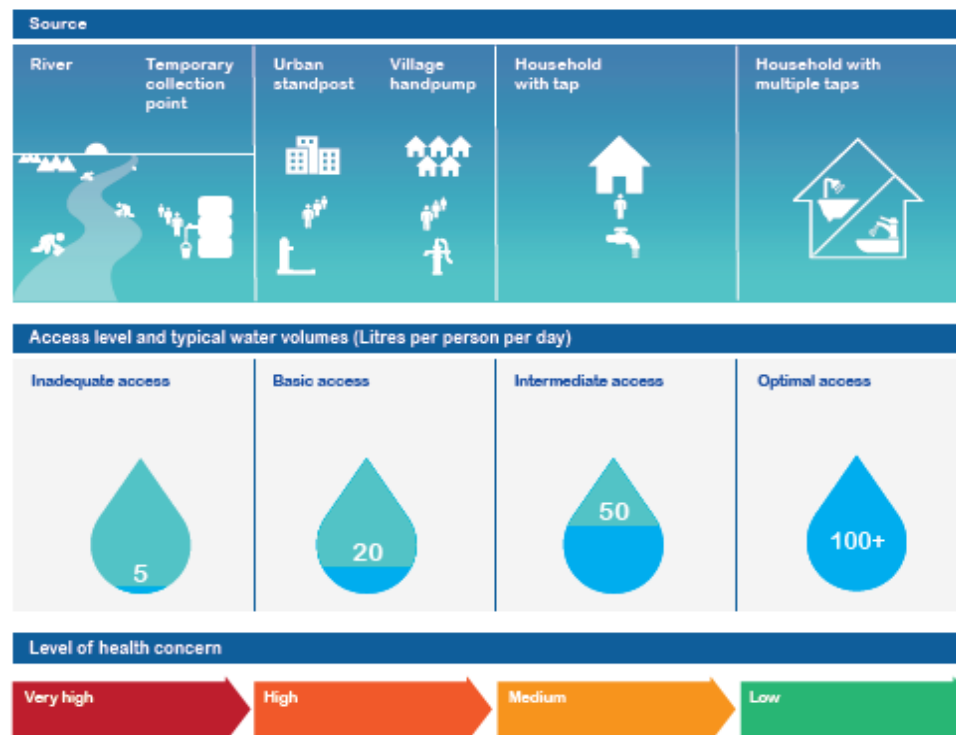 Source
River
Temporary
collection
point
Urban
standpost
Village
handpump
Household
with tap
Household with
multiple taps
Access level and typical water volumes (Litres per person per day)
Inadequate access
Basic access
Intermediate access
Optimal access
5
20
50
100+
Level of health concern
Very high
High
Medium
Low